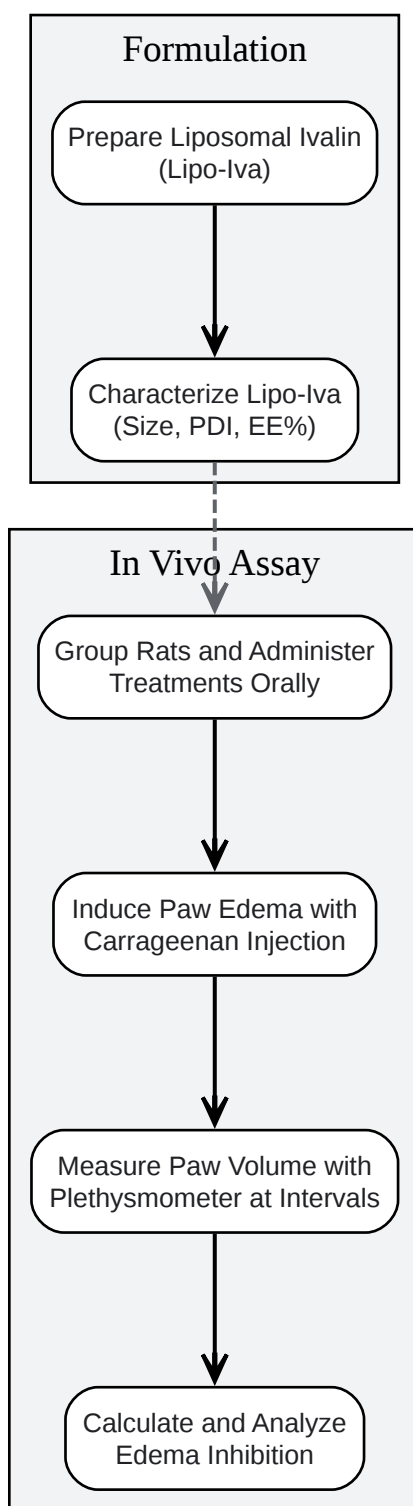 Formulation
Prepare Liposomal Ivalin
(Lipo-Iva)
Characterize Lipo-Iva
(Size, PDI, EE%)
In Vivo Assay
Group Rats and Administer
Treatments Orally
Induce Paw Edema with
Carrageenan Injection
Measure Paw Volume with
Plethysmometer at Intervals
Calculate and Analyze
Edema Inhibition